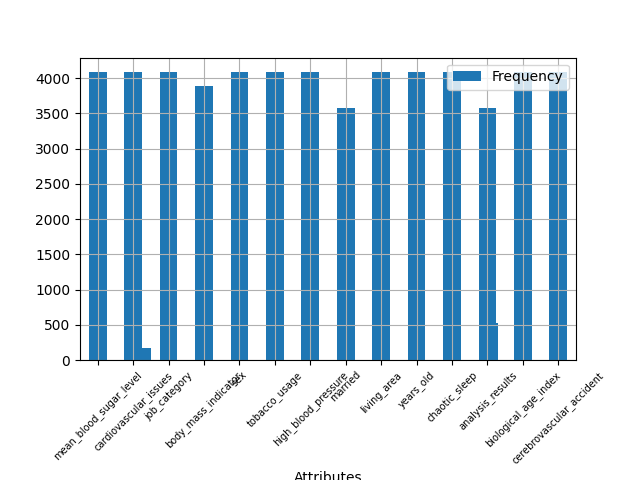 4000
3500
3000
2500
2000
1500
1000
500
0
Frequency
mean_blood_sugar_level
cardiovascular_issues
job_category
body_mass_indicator
sex
tobacco_usage
high_blood_pressure
married
living_area
years_old
chaotic_sleep
analysis_results
biological_age_index
cerebrovascular_accident
Attributes